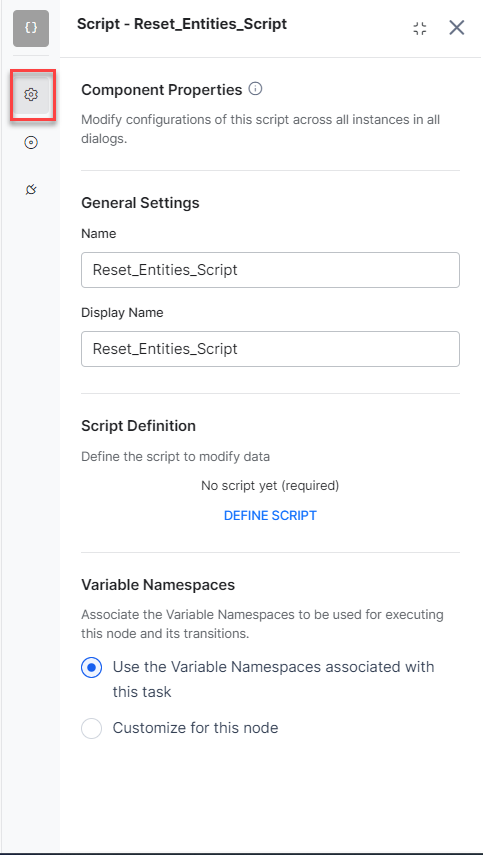 {}
Script - Reset_Entities_Script
Component Properties
Modify configurations of this script across all instances in all
dialogs.
General Settings
Name
Reset_Entities_Script
Display Name
Reset_Entities_Script
Script Definition
Define the script to modify data
No script yet (required)
DEFINE SCRIPT
Variable Namespaces
Associate the Variable Namespaces to be used for executing
this node and its transitions.
Use the Variable Namespaces associated with
this task
Customize for this node